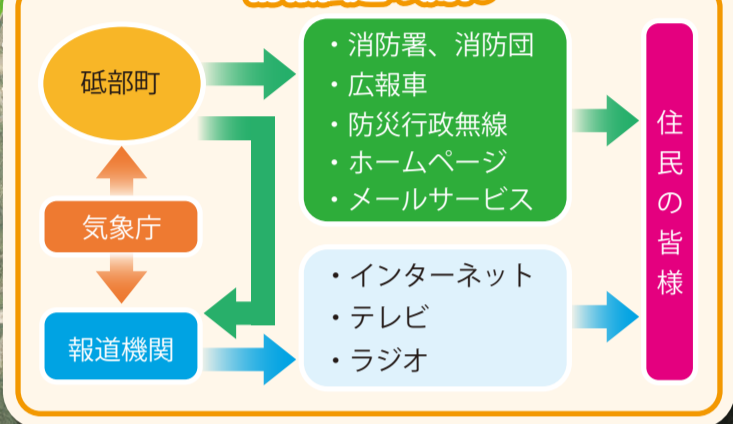 砥部町
・消防署、消防団
・広報車
・防災行政無線
・ホームページ
・メールサービス
気象庁
報道機関
・インターネット
・テレビ
・ラジオ
住民の皆様